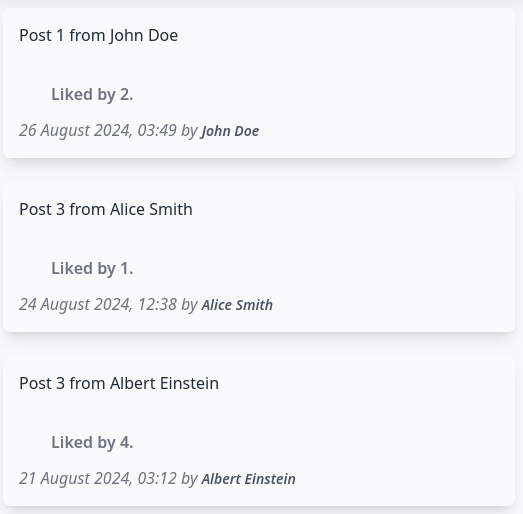 Post 1 from John Doe
Liked by 2.
26 August 2024, 03:49 by John Doe
Post 3 from Alice Smith
Liked by 1.
24 August 2024, 12:38 by Alice Smith
Post 3 from Albert Einstein
Liked by 4.
21 August 2024, 03:12 by Albert Einstein